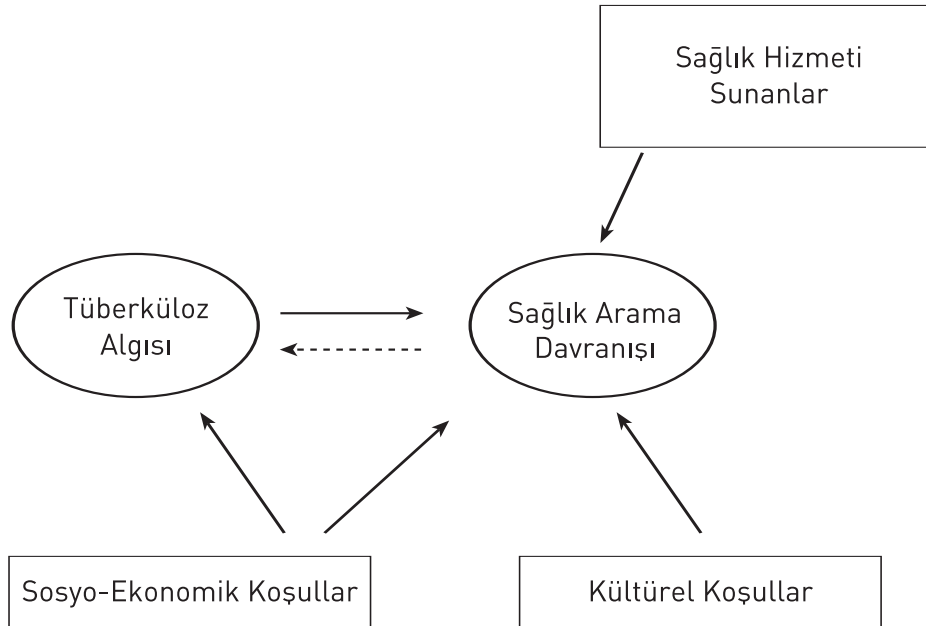 Sağlık Hizmeti
Sunanlar
Tüberküloz
Algısı
Sağlık Arama
Davranışı
Sosyo-Ekonomik Koşullar
Kültürel Koşullar